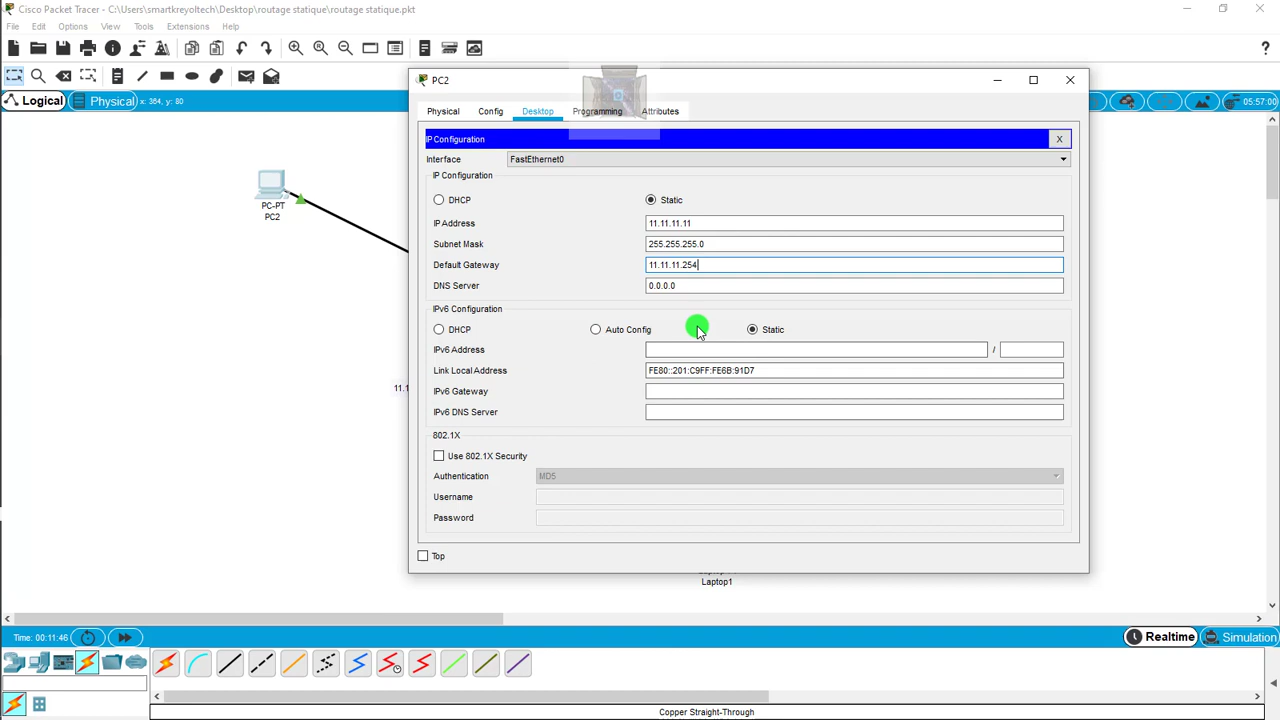 Cisco Packet Tracer - C:\Users\smartkreyoltech\Desktop\routage statique\routage statique.pkt
File Edit Options View Tools Extensions Help
PC2
Logical Physical x: 364, y: 80 05:57:00
Physical Config Desktop Programming Attributes
IP Configuration X
Interface FastEthernet0
IP Configuration
DHCP Static
IP Address 11.11.11.11
Subnet Mask 255.255.255.0
Default Gateway 11.11.11.254
DNS Server 0.0.0.0
IPv6 Configuration
DHCP Auto Config Static
IPv6 Address /
Link Local Address FE80::201:C9FF:FE6B:91D7
IPv6 Gateway
IPv6 DNS Server
802.1X
Use 802.1X Security
Authentication MD5
Username
Password
Top
PC-PT
PC2
11.1
Laptop1
Time: 00:11:46 Realtime Simulation
Copper Straight-Through